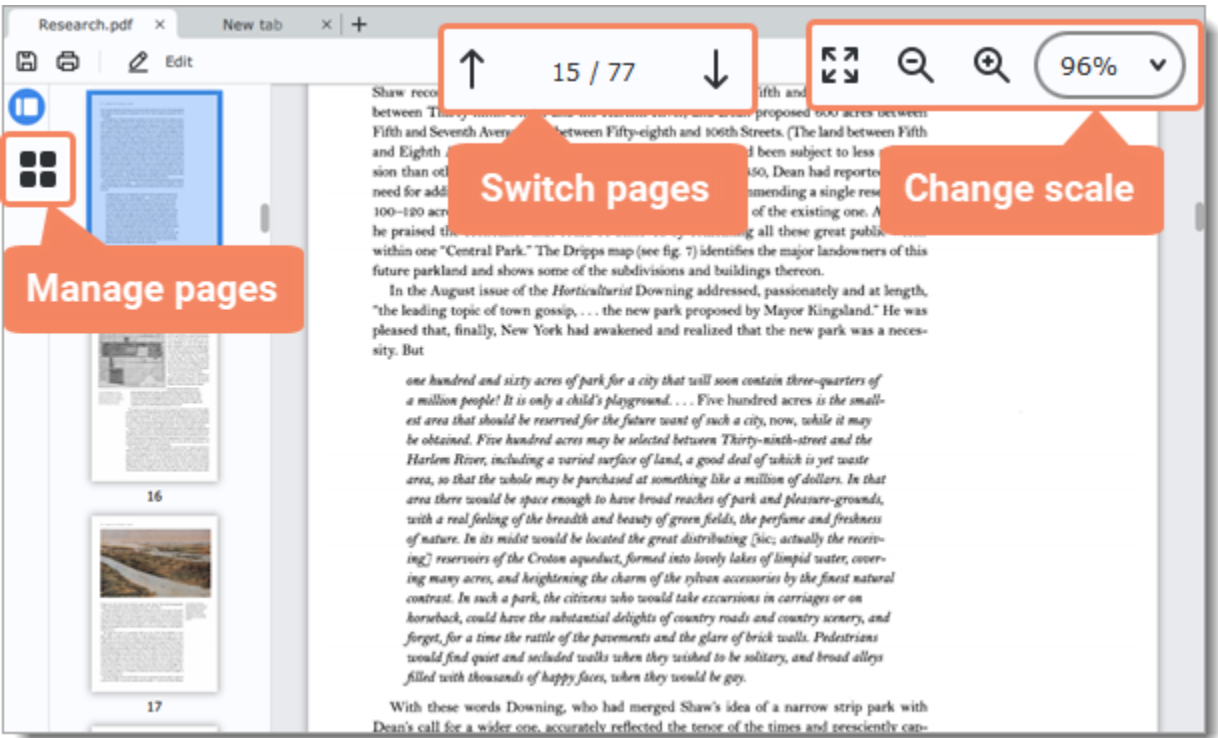 Research.pdf
New tab
Edit
15 / 77
96%
Switch pages
Change scale
Manage pages
16
17
Shaw
fifth and
between proposed 600 acres between
Fifth and Seventh between Fifty-eighth and 106th Streets. (The land between Fifth
and Eighth been subject to less
sion than Dean had reported
need for mmending a single
100–120 of the existing one.
he praised all these great public
within one “Central Park.” The Dripps map (see fig. 7) identifies the major landowners of this
future parkland and shows some of the subdivisions and buildings thereon.
In the August issue of the Horticulturist Downing addressed, passionately and at length,
“the leading topic of town gossip, . . . the new park proposed by Mayor Kingsland.” He was
pleased that, finally, New York had awakened and realized that the new park was a neces-
sity. But
one hundred and sixty acres of park for a city that will soon contain three-quarters of
a million people! It is only a child's playground. . . . Five hundred acres is the small-
est area that should be reserved for the future want of such a city, now, while it may
be obtained. Five hundred acres may be selected between Thirty-ninth-street and the
Harlem River, including a varied surface of land, a good deal of which is yet waste
area, so that the whole may be purchased at something like a million of dollars. In that
area there would be space enough to have broad reaches of park and pleasure-grounds,
with a real feeling of the breadth and beauty of green fields, the perfume and freshness
of nature. In its midst would be located the great distributing [sic; actually the receiv-
ing] reservoirs of the Croton aqueduct, formed into lovely lakes of limpid water, cover-
ing many acres, and heightening the charm of the sylvan accessories by the finest natural
contrast. In such a park, the citizens who would take excursions in carriages or on
horseback, could have the substantial delights of country roads and country scenery, and
forget, for a time the rattle of the pavements and the glare of brick walls. Pedestrians
would find quiet and secluded walks when they wished to be solitary, and broad alleys
filled with thousands of happy faces, when they would be gay.
With these words Downing, who had merged Shaw's idea of a narrow strip park with
Dean's call for a wider one, accurately reflected the tenor of the times and presciently cap-